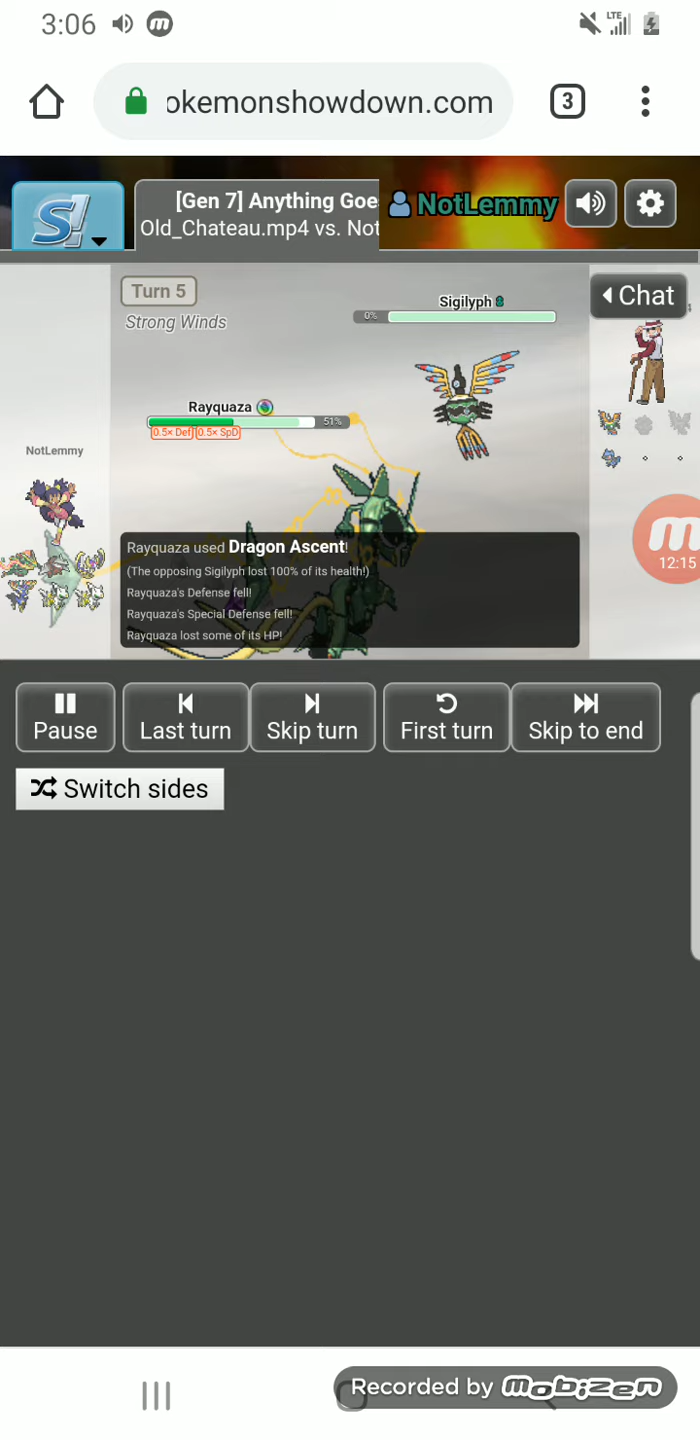 3:06
LTE
okemonshowdown.com
3
[Gen 7] Anything Goe
Old_Chateau.mp4 vs. Not
NotLemmy
Turn 5
Strong Winds
Sigilyph
0%
Chat
Rayquaza
51%
0.5× Def 0.5× SpD
NotLemmy
12:15
Rayquaza used Dragon Ascent!
(The opposing Sigilyph lost 100% of its health!)
Rayquaza's Defense fell!
Rayquaza's Special Defense fell!
Rayquaza lost some of its HP!
Pause
Last turn
Skip turn
First turn
Skip to end
Switch sides
Recorded by mobizen